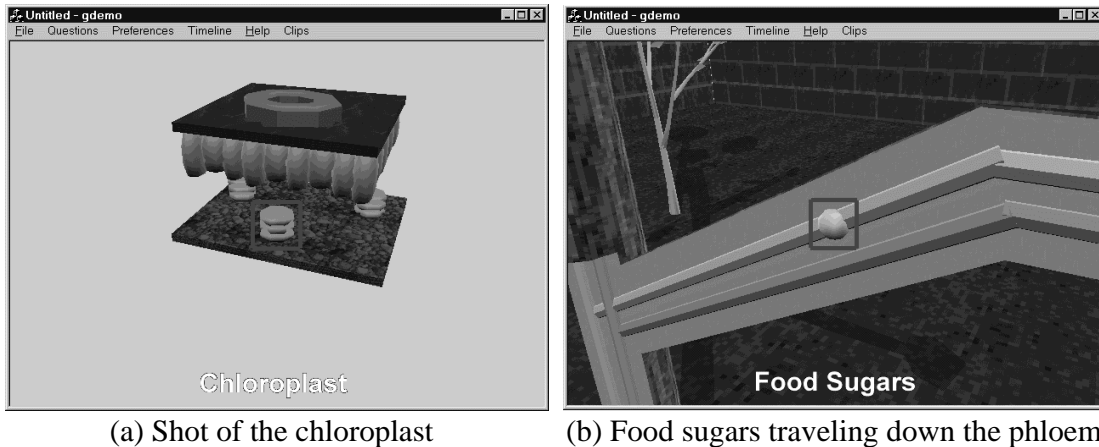 Untitled - gdemo
File Questions Preferences Timeline Help Clips
Chloroplast
(a) Shot of the chloroplast
Untitled - gdemo
File Questions Preferences Timeline Help Clips
Food Sugars
(b) Food sugars traveling down the phloem